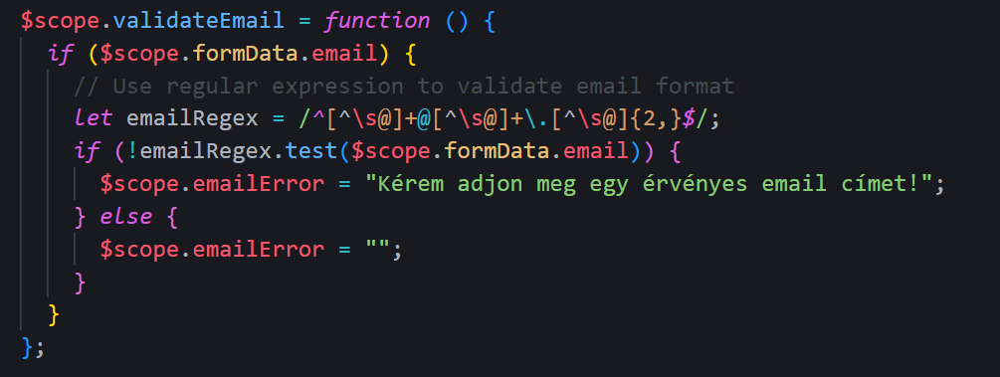 $scope.validateEmail = function () {
if ($scope.formData.email) {
// Use regular expression to validate email format
let emailRegex = /^[^\s@]+@[^\s@]+\.[^\s@]{2,}$/;
if (!emailRegex.test($scope.formData.email)) {
$scope.emailError = "Kérem adjon meg egy érvényes email címet!";
} else {
$scope.emailError = "";
}
}
};